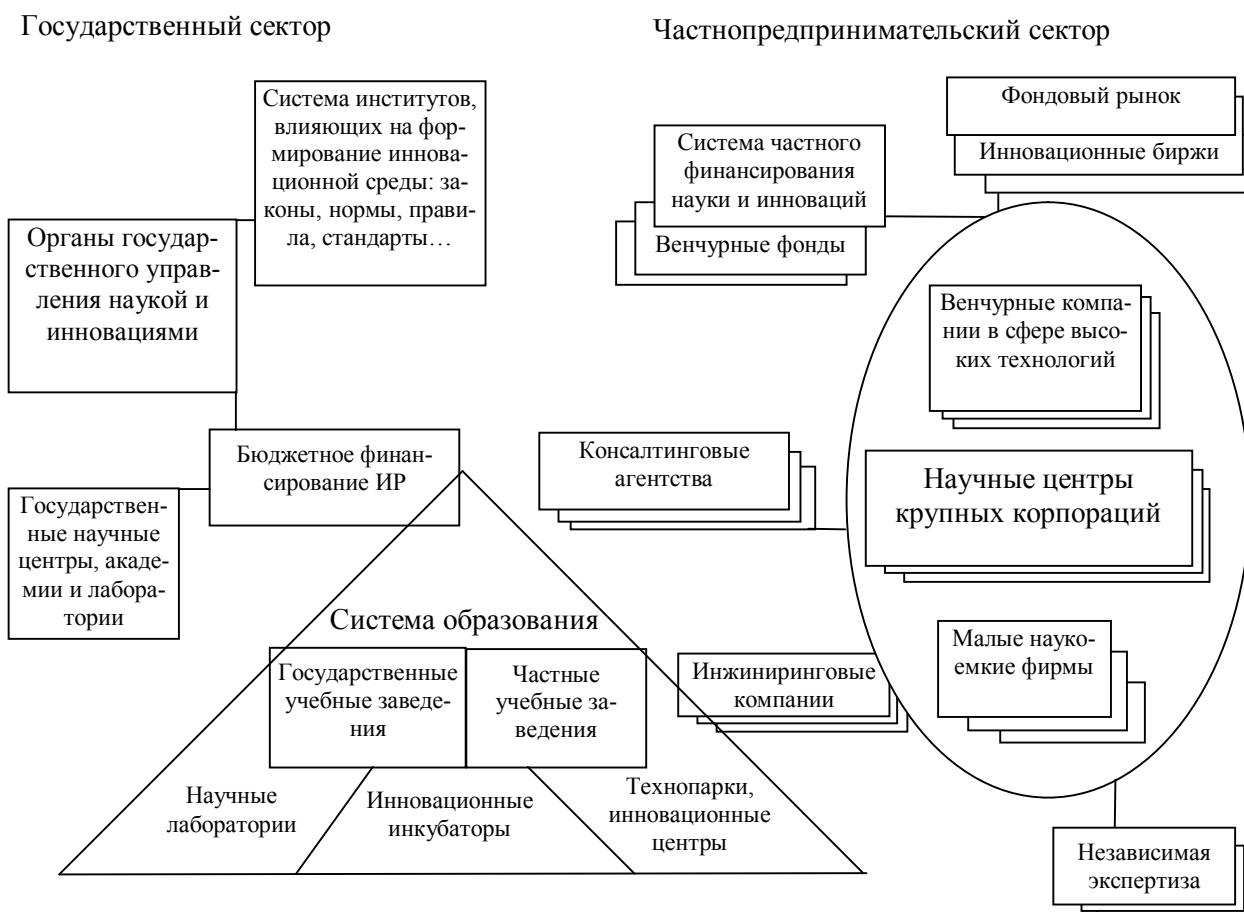 Государственный сектор
Частнопредпринимательский сектор
Система институтов,
влияющих на фор-
мирование иннова-
ционной среды: за-
коны, нормы, прави-
ла, стандарты…
Органы государ-
ственного управ-
ления наукой и
инновациями
Бюджетное финан-
сирование ИР
Государствен-
ные научные
центры, акаде-
мии и лабора-
тории
Система образования
Государственные
учебные заведе-
ния
Частные
учебные за-
ведения
Научные
лаборатории
Инновационные
инкубаторы
Технопарки,
инновационные
центры
Фондовый рынок
Инновационные биржи
Система частного
финансирования
науки и инноваций
Венчурные фонды
Венчурные компа-
нии в сфере высо-
ких технологий
Консалтинговые
агентства
Научные центры
крупных корпораций
Малые науко-
емкие фирмы
Инжиниринговые
компании
Независимая
экспертиза